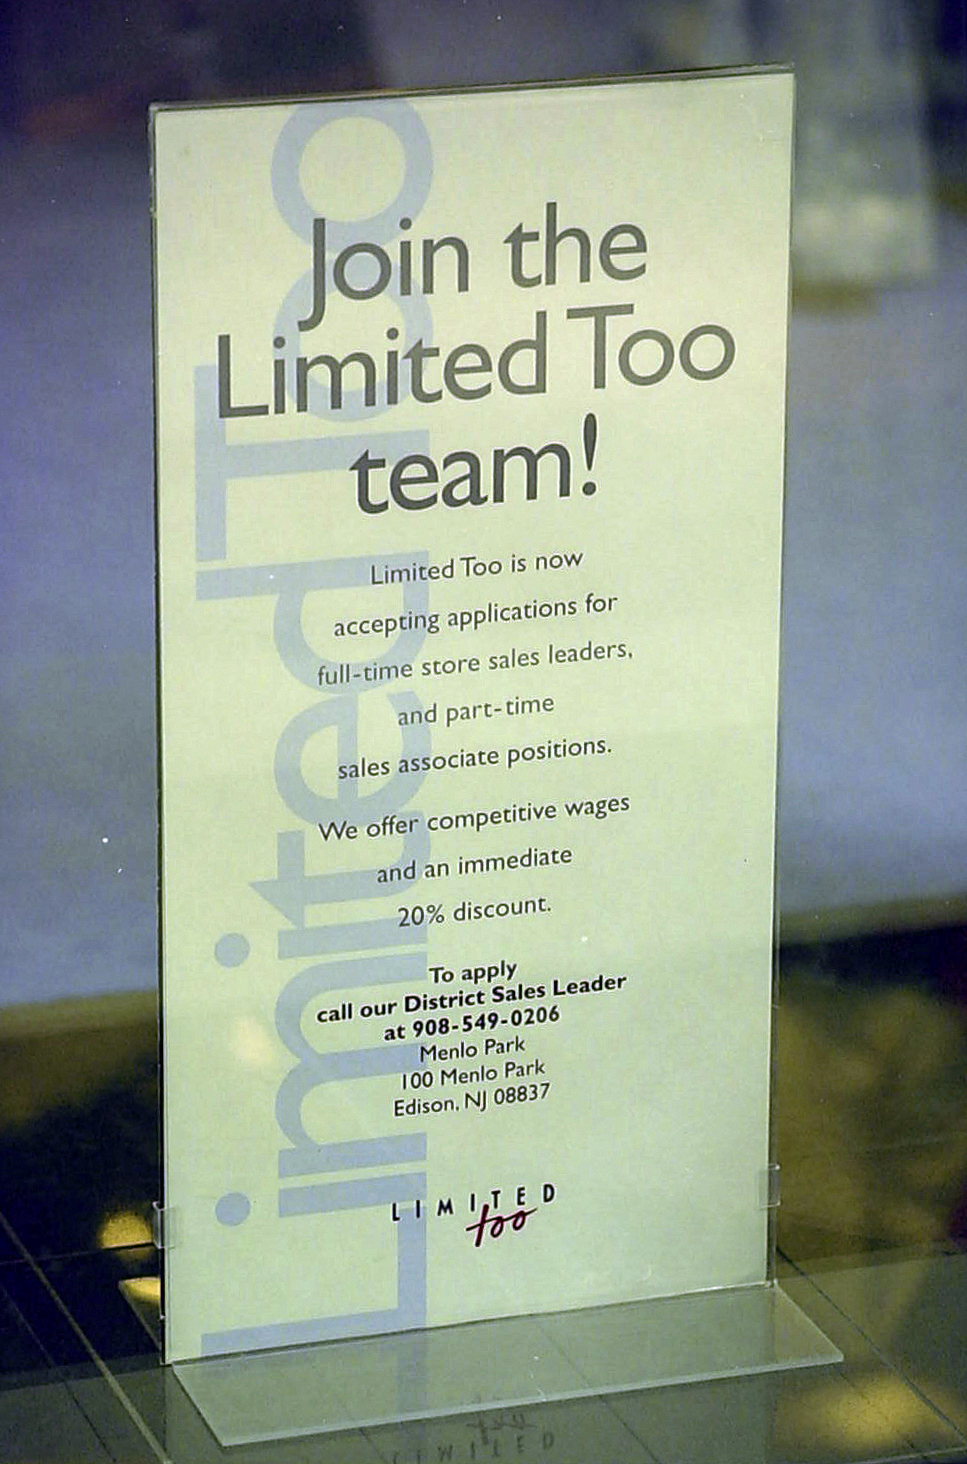 Limited Too
Join the
Limited Too
team!
Limited Too is now
accepting applications for
full-time store sales leaders,
and part-time
sales associate positions.
We offer competitive wages
and an immediate
20% discount.
To apply
call our District Sales Leader
at 908-549-0206
Menlo Park
100 Menlo Park
Edison, NJ 08837
LIMITED
too